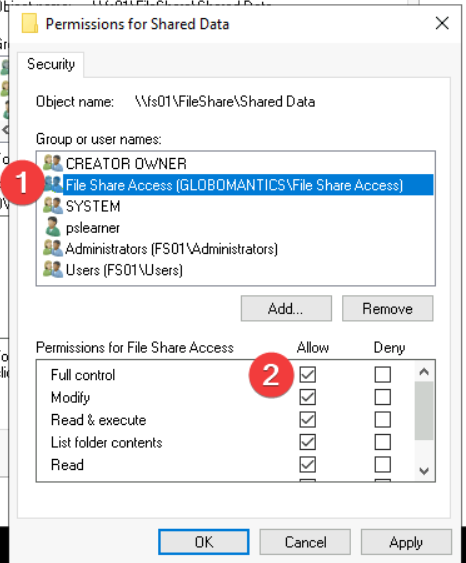 Permissions for Shared Data
Security
Object name: \\fs01\FileShare\Shared Data
Group or user names:
CREATOR OWNER
1
File Share Access (GLOBOMANTICS\File Share Access)
SYSTEM
pslearner
Administrators (FS01\Administrators)
Users (FS01\Users)
Add... Remove
Permissions for File Share Access Allow Deny
Full control
2
Modify
Read & execute
List folder contents
Read
OK Cancel Apply